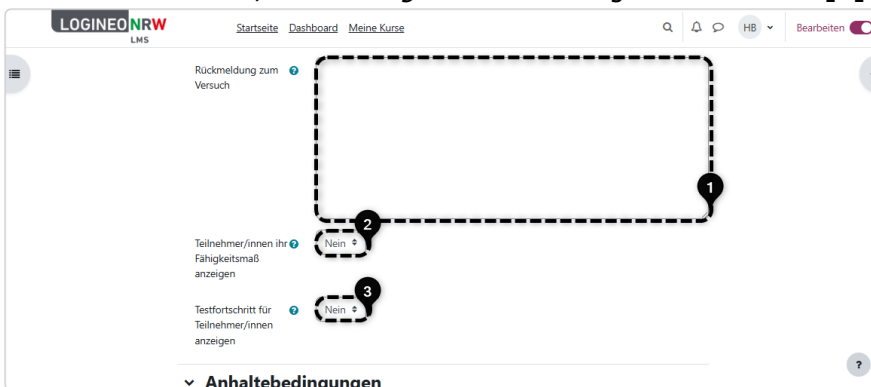 LOGINEO NRW
LMS
Startseite Dashboard Meine Kurse
HB
Bearbeiten
Rückmeldung zum
Versuch
?
1
2
Teilnehmer/innen ihr
Fähigkeitsmaß
anzeigen
?
Nein
3
Testfortschritt für
Teilnehmer/innen
anzeigen
?
Nein
?
Anhaltebedingungen